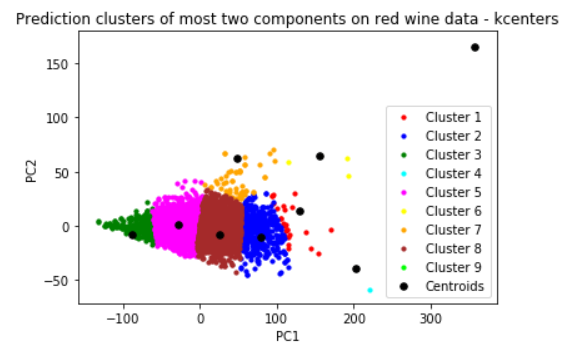 Prediction clusters of most two components on red wine data - kcenters
PC2
150
100
50
0
−50
Cluster 1
Cluster 2
Cluster 3
Cluster 4
Cluster 5
Cluster 6
Cluster 7
Cluster 8
Cluster 9
Centroids
−100
0
100
200
300
PC1